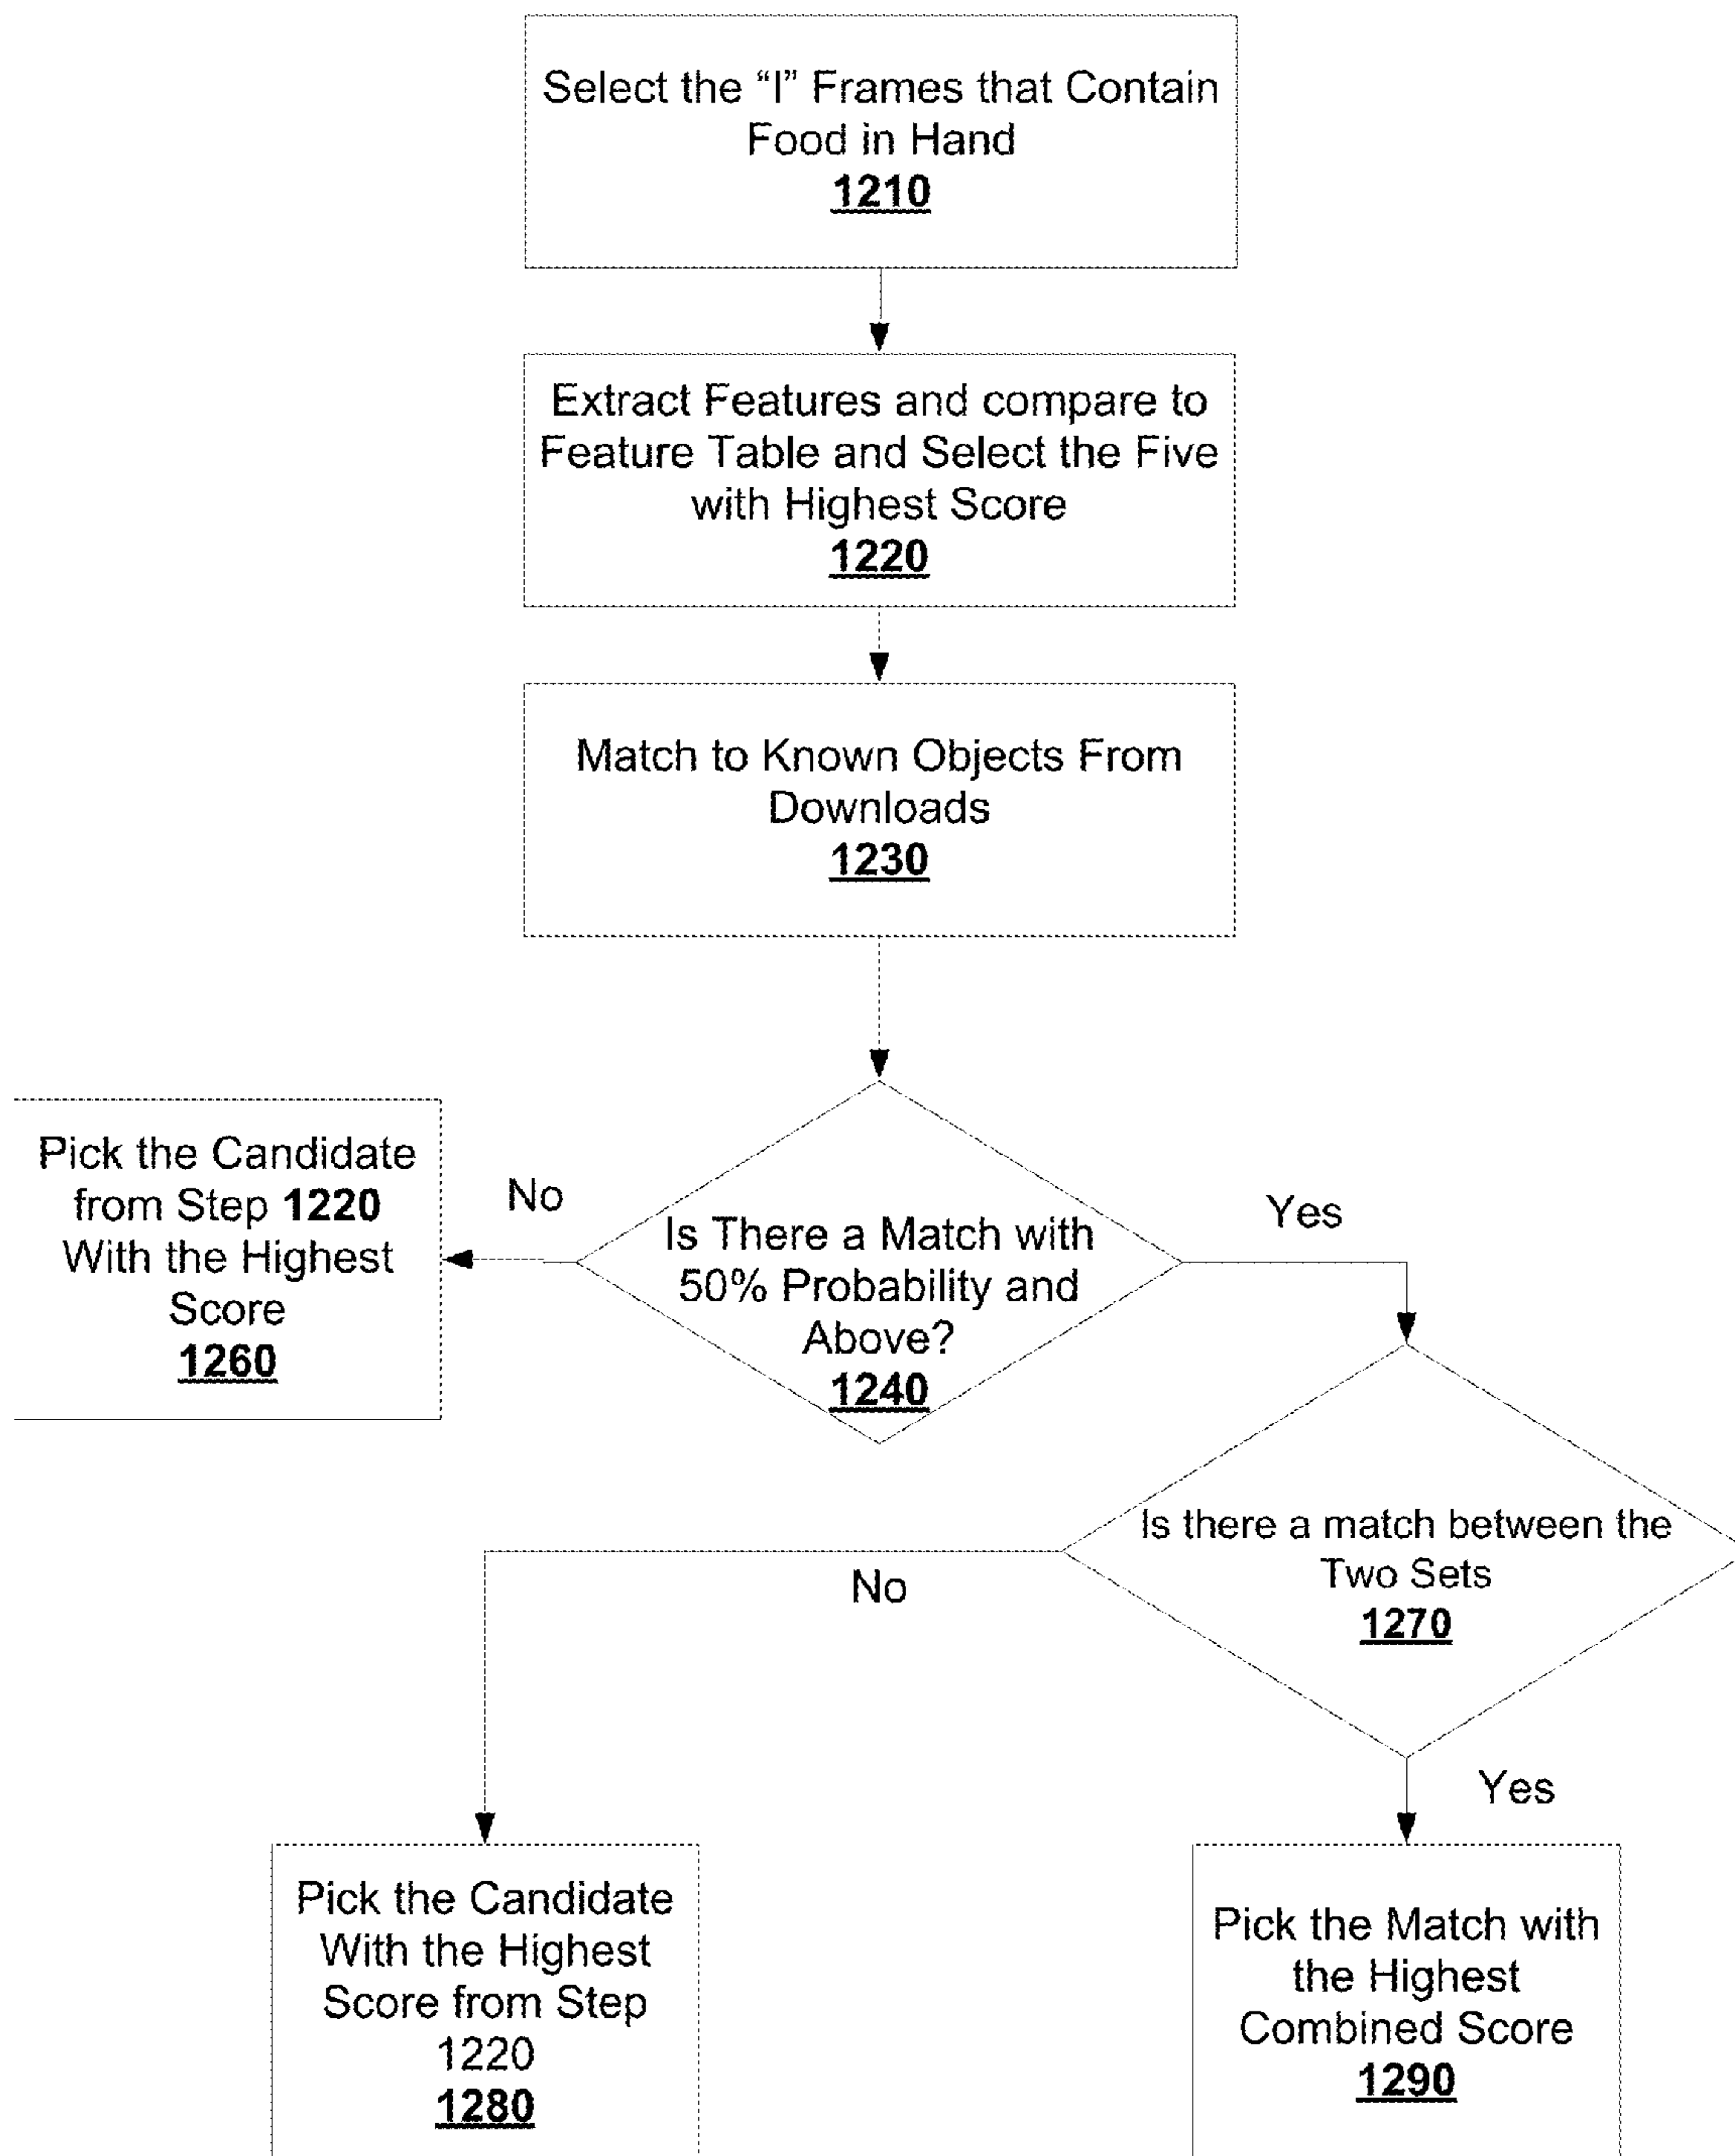 Select the “I” Frames that Contain
Food in Hand
1210
Extract Features and compare to
Feature Table and Select the Five
with Highest Score
1220
Match to Known Objects From
Downloads
1230
Pick the Candidate
from Step 1220
With the Highest
Score
1260
No
Is There a Match with
50% Probability and
Above?
1240
Yes
Is there a match between the
Two Sets
1270
No
Yes
Pick the Candidate
With the Highest
Score from Step
1220
1280
Pick the Match with
the Highest
Combined Score
1290